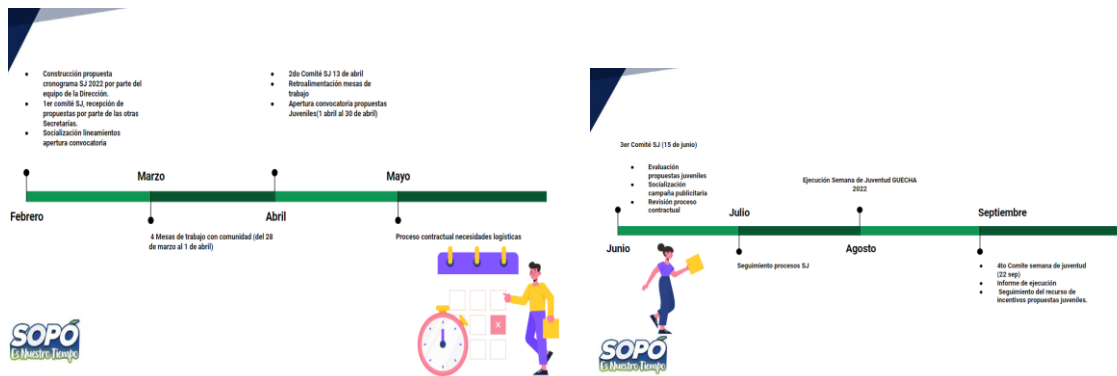 • Construcción propuesta
cronograma SJ 2022 por parte del
equipo de la Dirección.
• 1er comité SJ, recepción de
propuestas por parte de las otras
Secretarías.
• Socialización lineamientos
apertura convocatoria
• 2do Comité SJ 13 de abril
• Retroalimentación mesas de
trabajo
• Apertura convocatoria propuestas
Juveniles(1 abril al 30 de abril)
Marzo
Mayo
Febrero
Abril
4 Mesas de trabajo con comunidad (del 28
de marzo al 1 de abril)
Proceso contractual necesidades logísticas
SOPÓ
Es Nuestro Tiempo
3er Comité SJ (15 de junio)
• Evaluación
propuestas juveniles
• Socialización
campaña publicitaria
• Revisión proceso
contractual
Ejecución Semana de Juventud GUECHA
2022
Julio
Septiembre
Junio
Agosto
Seguimiento procesos SJ
• 4to Comite semana de juventud
(22 sep)
• Informe de ejecución
• Seguimiento del recurso de
incentivos propuestas juveniles.
SOPÓ
Es Nuestro Tiempo